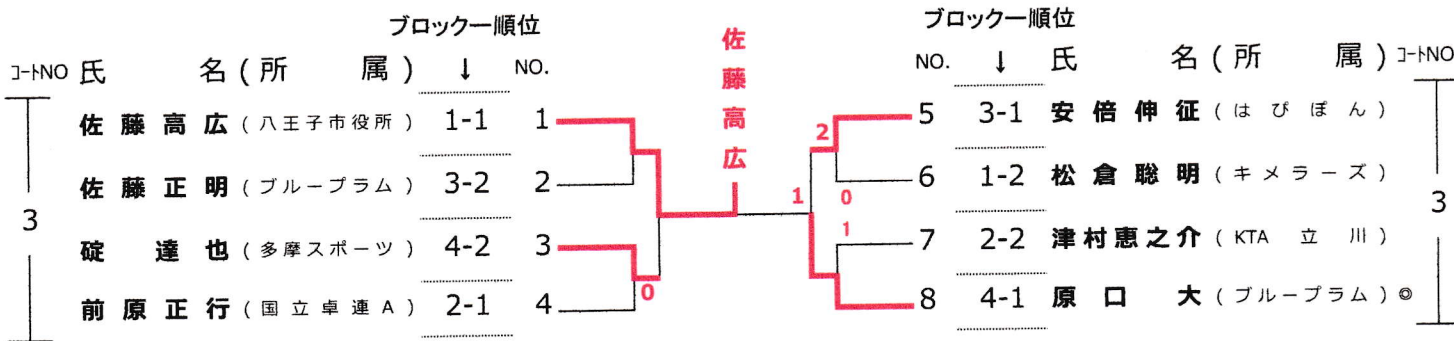 ブロックー順位
コートNO 氏 名 ( 所 属 ) ↓ NO.
3
佐藤高広 (八王子市役所) 1-1 1
佐藤正明 (ブループラム) 3-2 2
碇達也 (多摩スポーツ) 4-2 3
前原正行 (国立卓連A) 2-1 4
0
佐藤高広
1
ブロックー順位
NO. ↓ 氏 名 ( 所 属 ) コートNO
5 3-1 安倍伸征 (はぴぽん)
6 1-2 松倉聡明 (キメラーズ)
7 2-2 津村恵之介 (KTA 立川)
8 4-1 原口大 (ブループラム) ◎
2
0
1
3